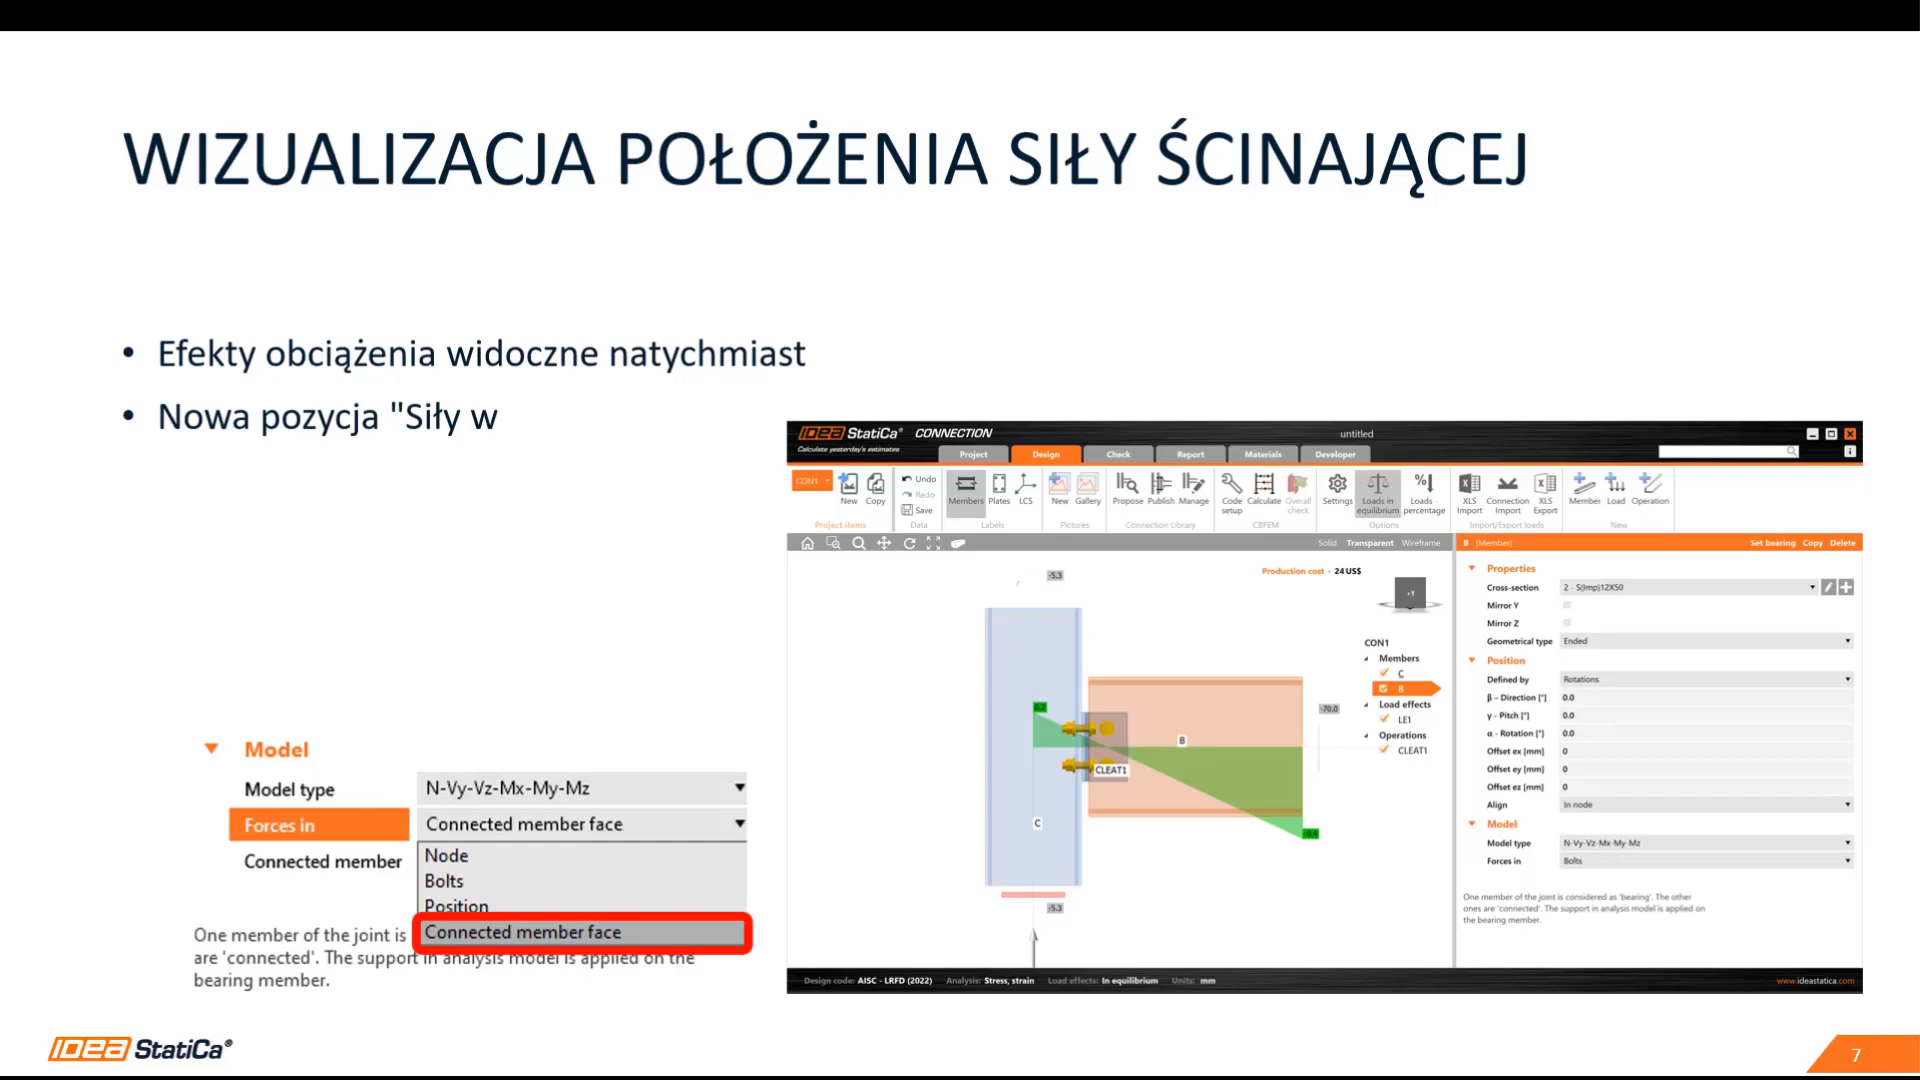 WIZUALIZACJA POŁOŻENIA SIŁY ŚCINAJĄCEJ
• Efekty obciążenia widoczne natychmiast
• Nowa pozycja "Siły w
Model
Model type N-Vy-Vz-Mx-My-Mz
Forces in Connected member face
Connected member
Node
Bolts
Position
Connected member face
One member of the joint is
are 'connected'. The support in analysis model is applied on the
bearing member.
IDEA StatiCa® CONNECTION
Calculate yesterday's estimates
untitled
Project Design Check Report Materials Developer
CON1
New Copy
Undo
Redo
Save
Members Plates LCS
New Gallery
Propose Publish Manage
Code setup Calculate Overall check
Settings Loads in equilibrium Loads - percentage
XLS Import Connection Import XLS Export
Member Load Operation
Project items Data Labels Pictures Connection Library CBFEM Options Import/Export loads New
Solid Transparent Wireframe
B [Member] Set bearing Copy Delete
Production cost - 24 US$
-5.3
+Y
CON1
Members
C
B
Load effects
LE1
Operations
CLEAT1
-70.0
B
CLEAT1
C
-5.3
Properties
Cross-section 2 - S(Imp)12X50
Mirror Y
Mirror Z
Geometrical type Ended
Position
Defined by Rotations
β - Direction [°] 0.0
γ - Pitch [°] 0.0
α - Rotation [°] 0.0
Offset ex [mm] 0
Offset ey [mm] 0
Offset ez [mm] 0
Align In node
Model
Model type N-Vy-Vz-Mx-My-Mz
Forces in Bolts
One member of the joint is considered as 'bearing'. The other
ones are 'connected'. The support in analysis model is applied on
the bearing member.
Design code: AISC - LRFD (2022) Analysis: Stress, strain Load effects: In equilibrium Units: mm
www.ideastatica.com
IDEA StatiCa®
7